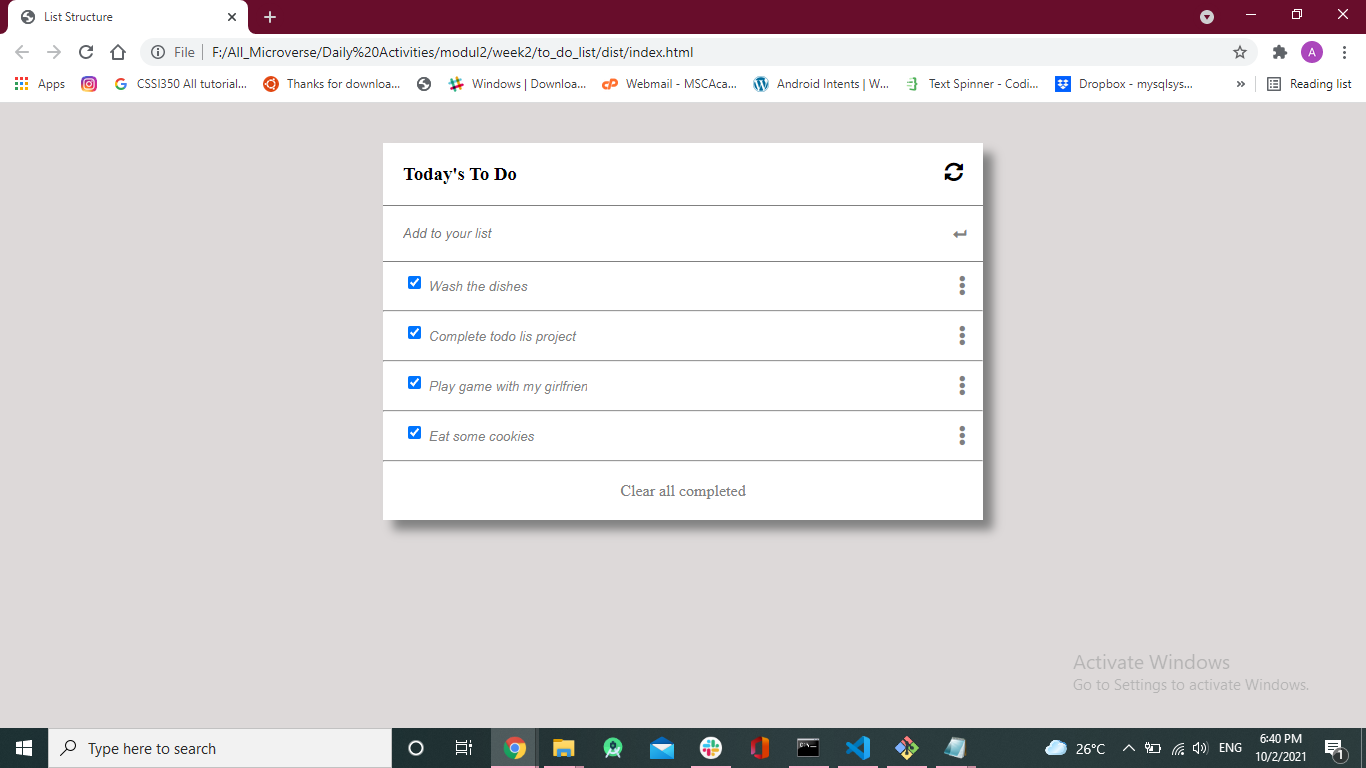 List Structure
File
F:/All_Microverse/Daily%20Activities/modul2/week2/to_do_list/dist/index.html
A
Apps
CSSI350 All tutorial...
Thanks for downloa...
Windows | Downloa...
Webmail - MSCAca...
Android Intents | W...
Text Spinner - Codi...
Dropbox - mysqlsys...
»
Reading list
Today's To Do
Add to your list
Wash the dishes
Complete todo lis project
Play game with my girlfrien
Eat some cookies
Clear all completed
Activate Windows
Go to Settings to activate Windows.
Type here to search
26°C
ENG
6:40 PM
10/2/2021
1